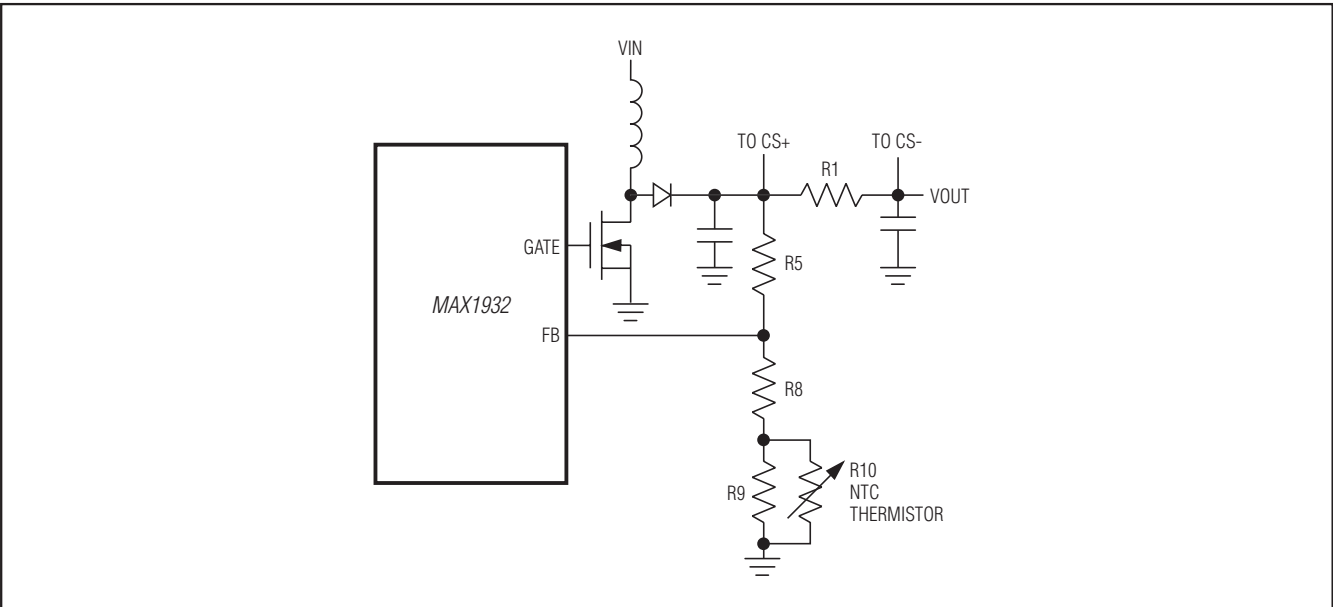 VIN
TO CS+
TO CS-
R1
VOUT
GATE
R5
MAX1932
FB
R8
R9
R10
NTC
THERMISTOR